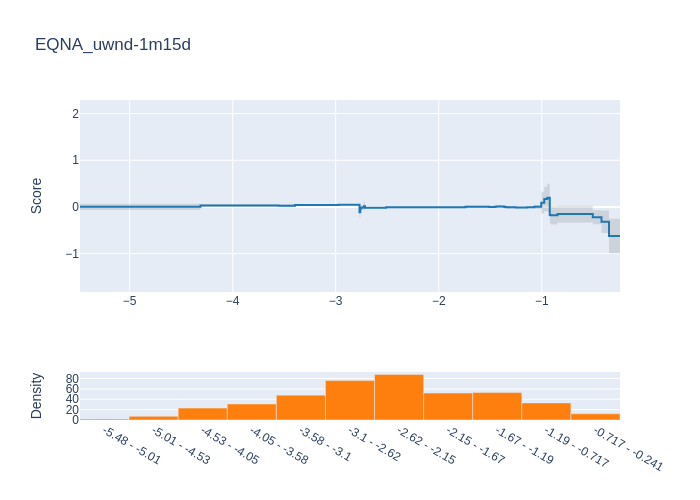 EQNA_uwnd-1m15d
Score
2
1
0
−1
−5
−4
−3
−2
−1
Density
80
60
40
20
0
-5.48 - -5.01
-5.01 - -4.53
-4.53 - -4.05
-4.05 - -3.58
-3.58 - -3.1
-3.1 - -2.62
-2.62 - -2.15
-2.15 - -1.67
-1.67 - -1.19
-1.19 - -0.717
-0.717 - -0.241